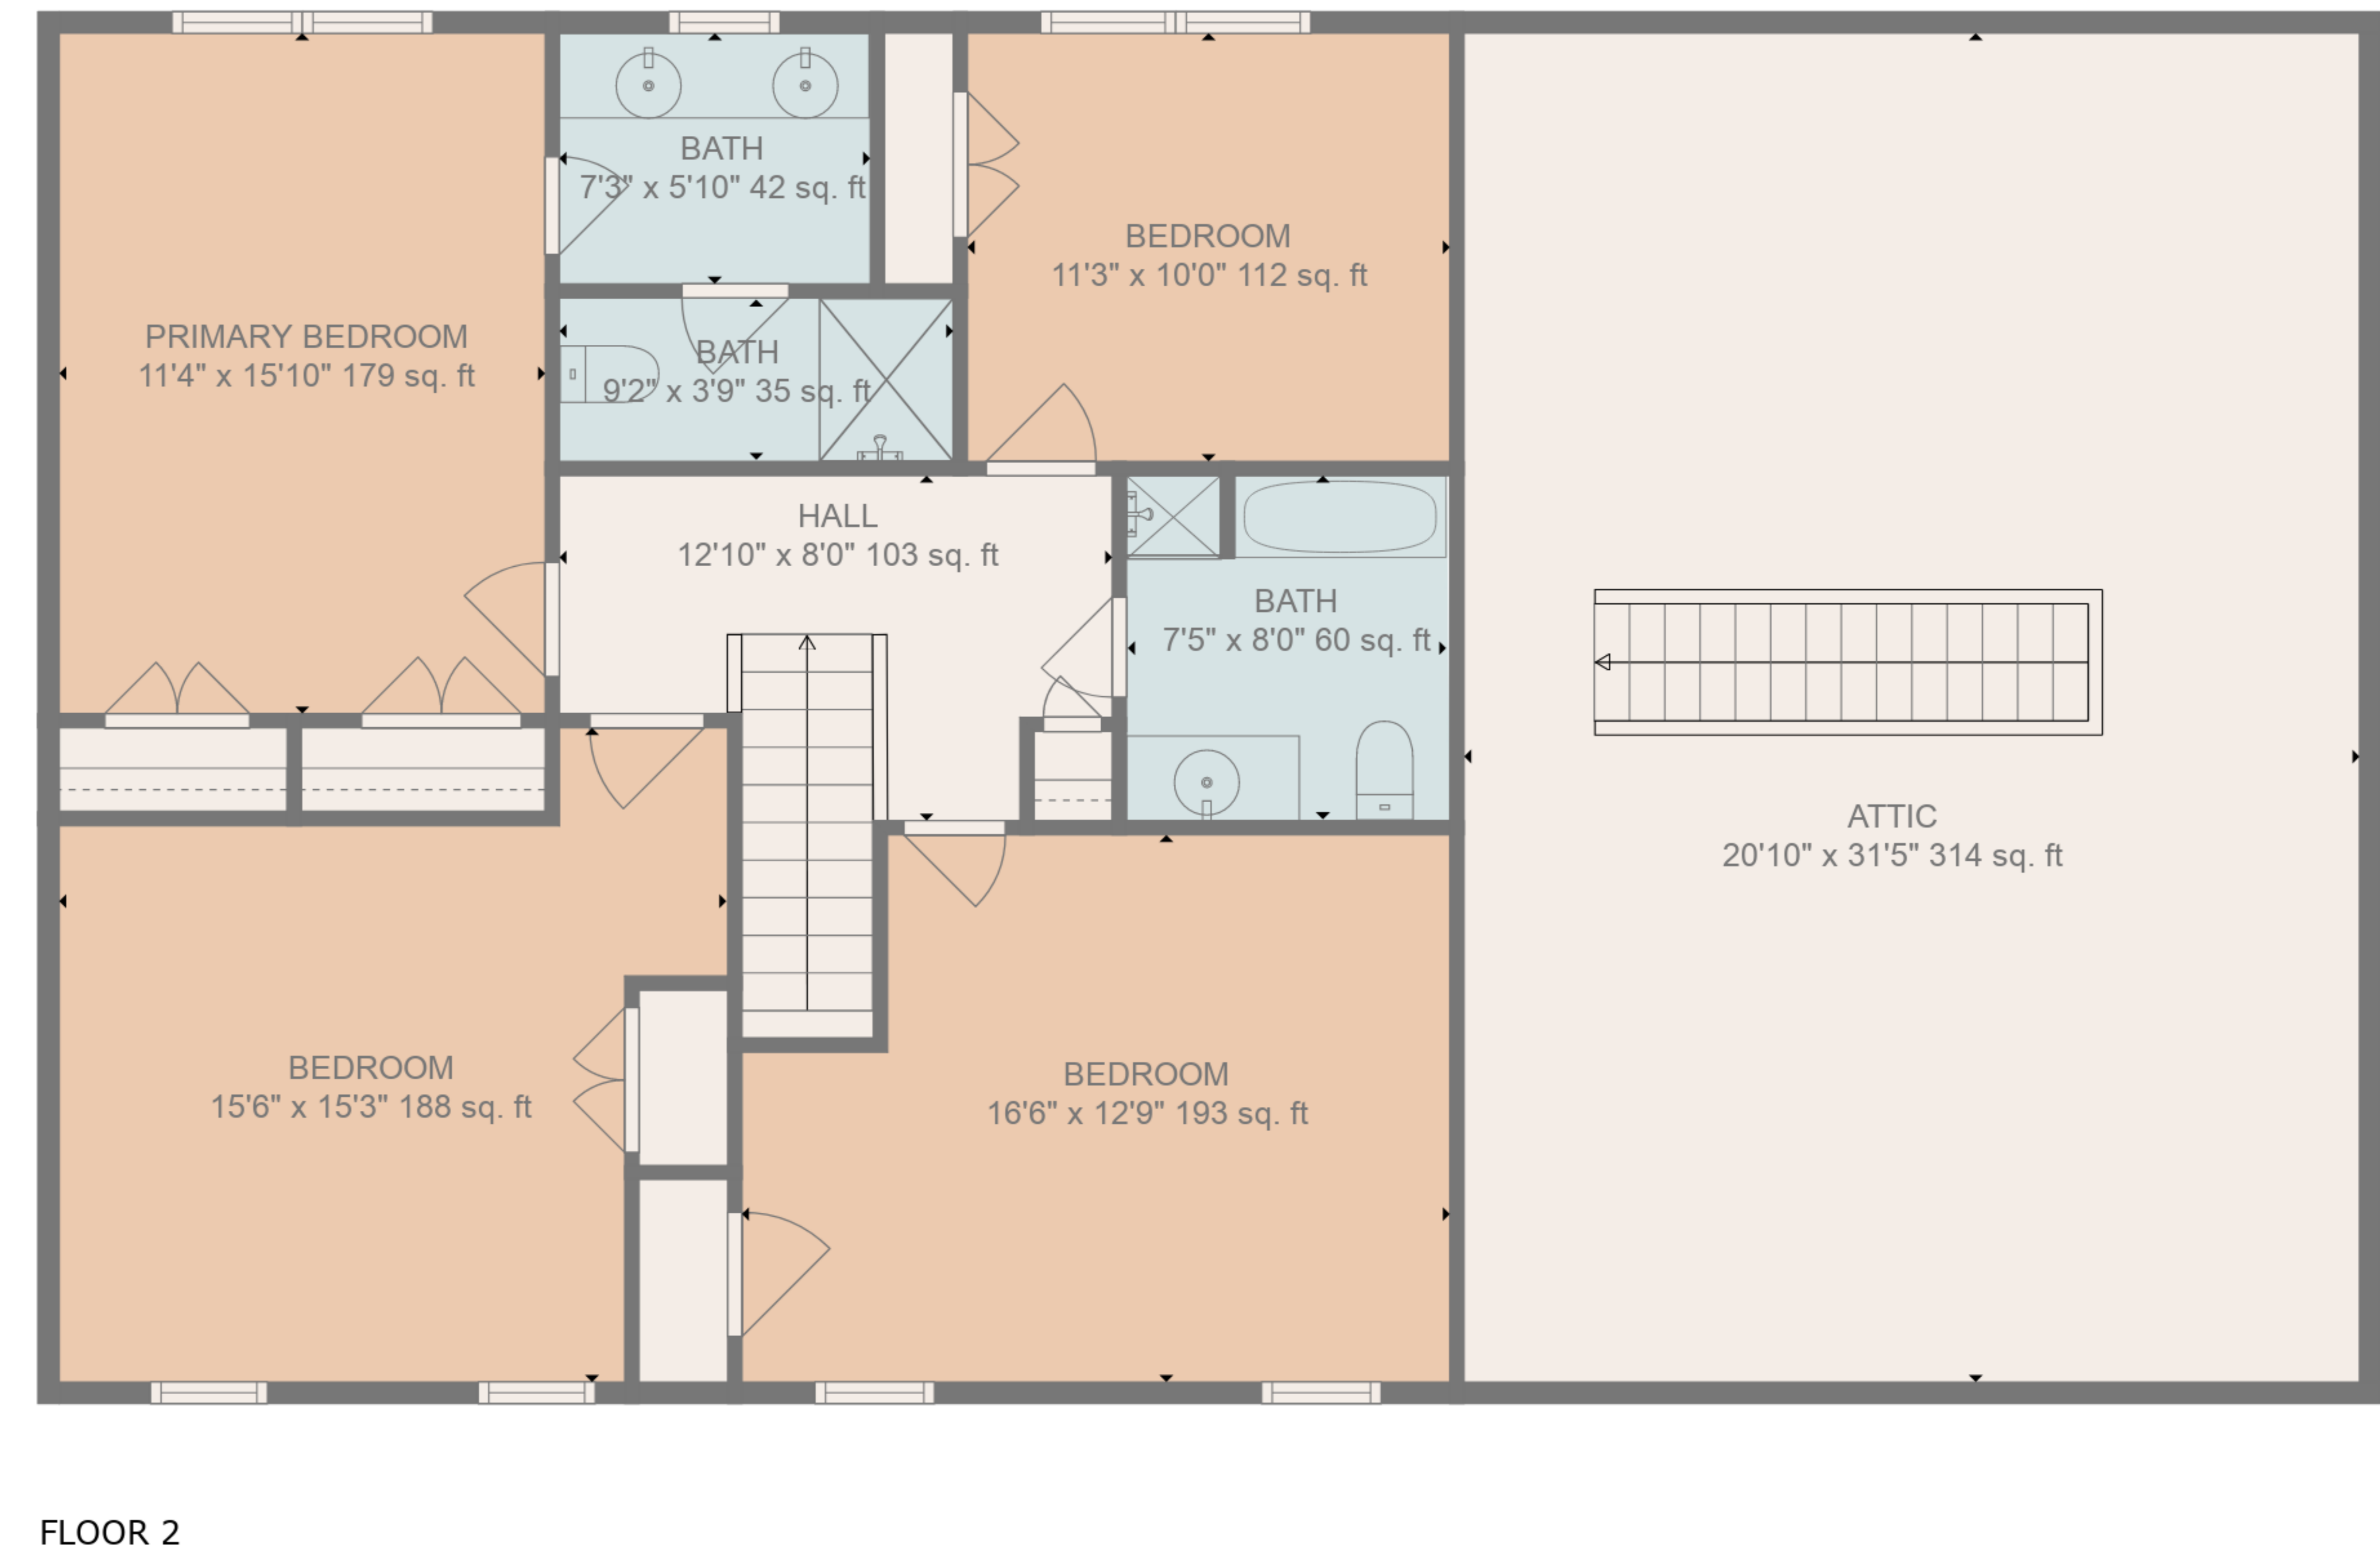 BATH
7'3" x 5'10" 42 sq. ft
BEDROOM
11'3" x 10'0" 112 sq. ft
PRIMARY BEDROOM
11'4" x 15'10" 179 sq. ft
BATH
9'2" x 3'9" 35 sq. ft
HALL
12'10" x 8'0" 103 sq. ft
BATH
7'5" x 8'0" 60 sq. ft
ATTIC
20'10" x 31'5" 314 sq. ft
BEDROOM
15'6" x 15'3" 188 sq. ft
BEDROOM
16'6" x 12'9" 193 sq. ft
FLOOR 2